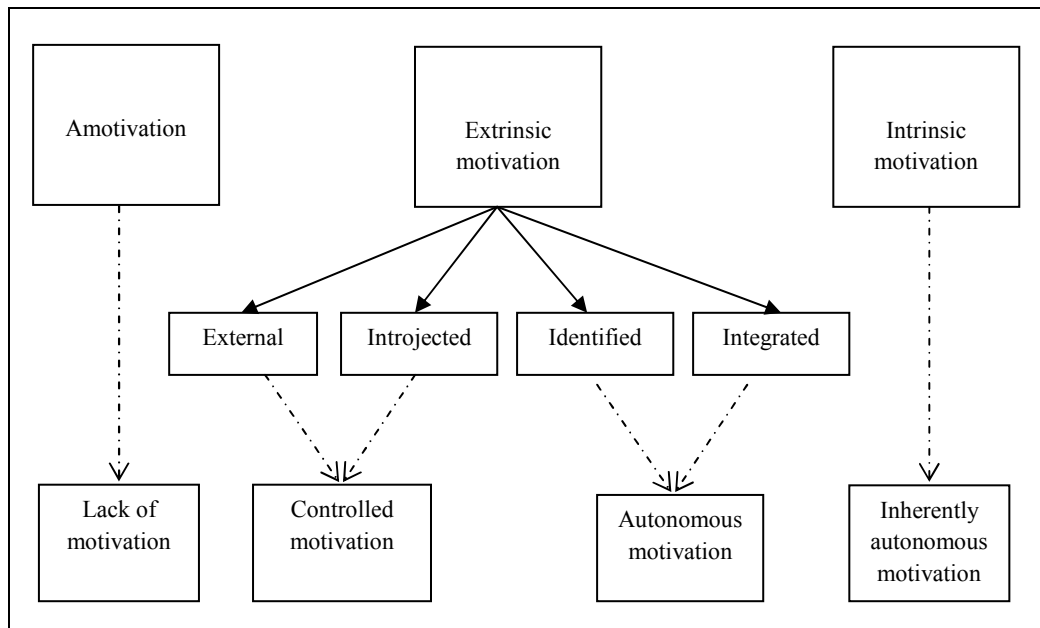 Amotivation
Extrinsic
motivation
Intrinsic
motivation
External
Introjected
Identified
Integrated
Lack of
motivation
Controlled
motivation
Autonomous
motivation
Inherently
autonomous
motivation